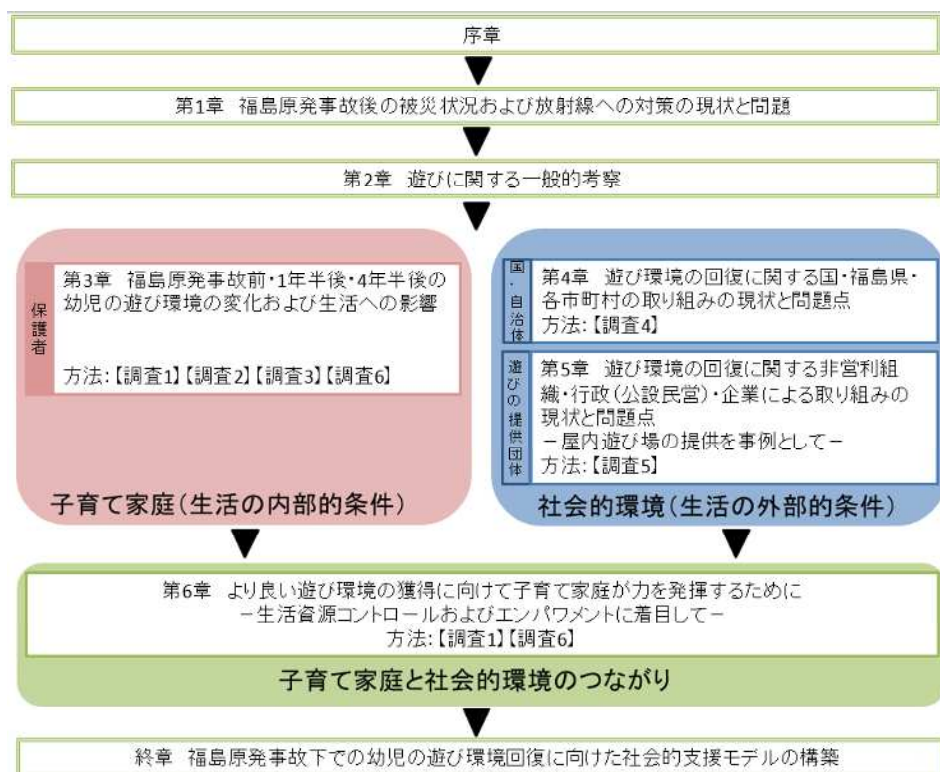 序章
第1章 福島原発事故後の被災状況および放射線への対策の現状と問題
第2章 遊びに関する一般的考察
保護者
第3章 福島原発事故前・1年半後・4年半後の
幼児の遊び環境の変化および生活への影響
方法:【調査1】【調査2】【調査3】【調査6】
子育て家庭(生活の内部的条件)
国・自治体
第4章 遊び環境の回復に関する国・福島県・
各市町村の取り組みの現状と問題点
方法:【調査4】
遊びの提供団体
第5章 遊び環境の回復に関する非営利組
織・行政(公設民営)・企業による取り組みの
現状と問題点
－屋内遊び場の提供を事例として－
方法:【調査5】
社会的環境(生活の外部的条件)
第6章 より良い遊び環境の獲得に向けて子育て家庭が力を発揮するために
－生活資源コントロールおよびエンパワメントに着目して－
方法:【調査1】【調査6】
子育て家庭と社会的環境のつながり
終章 福島原発事故下での幼児の遊び環境回復に向けた社会的支援モデルの構築